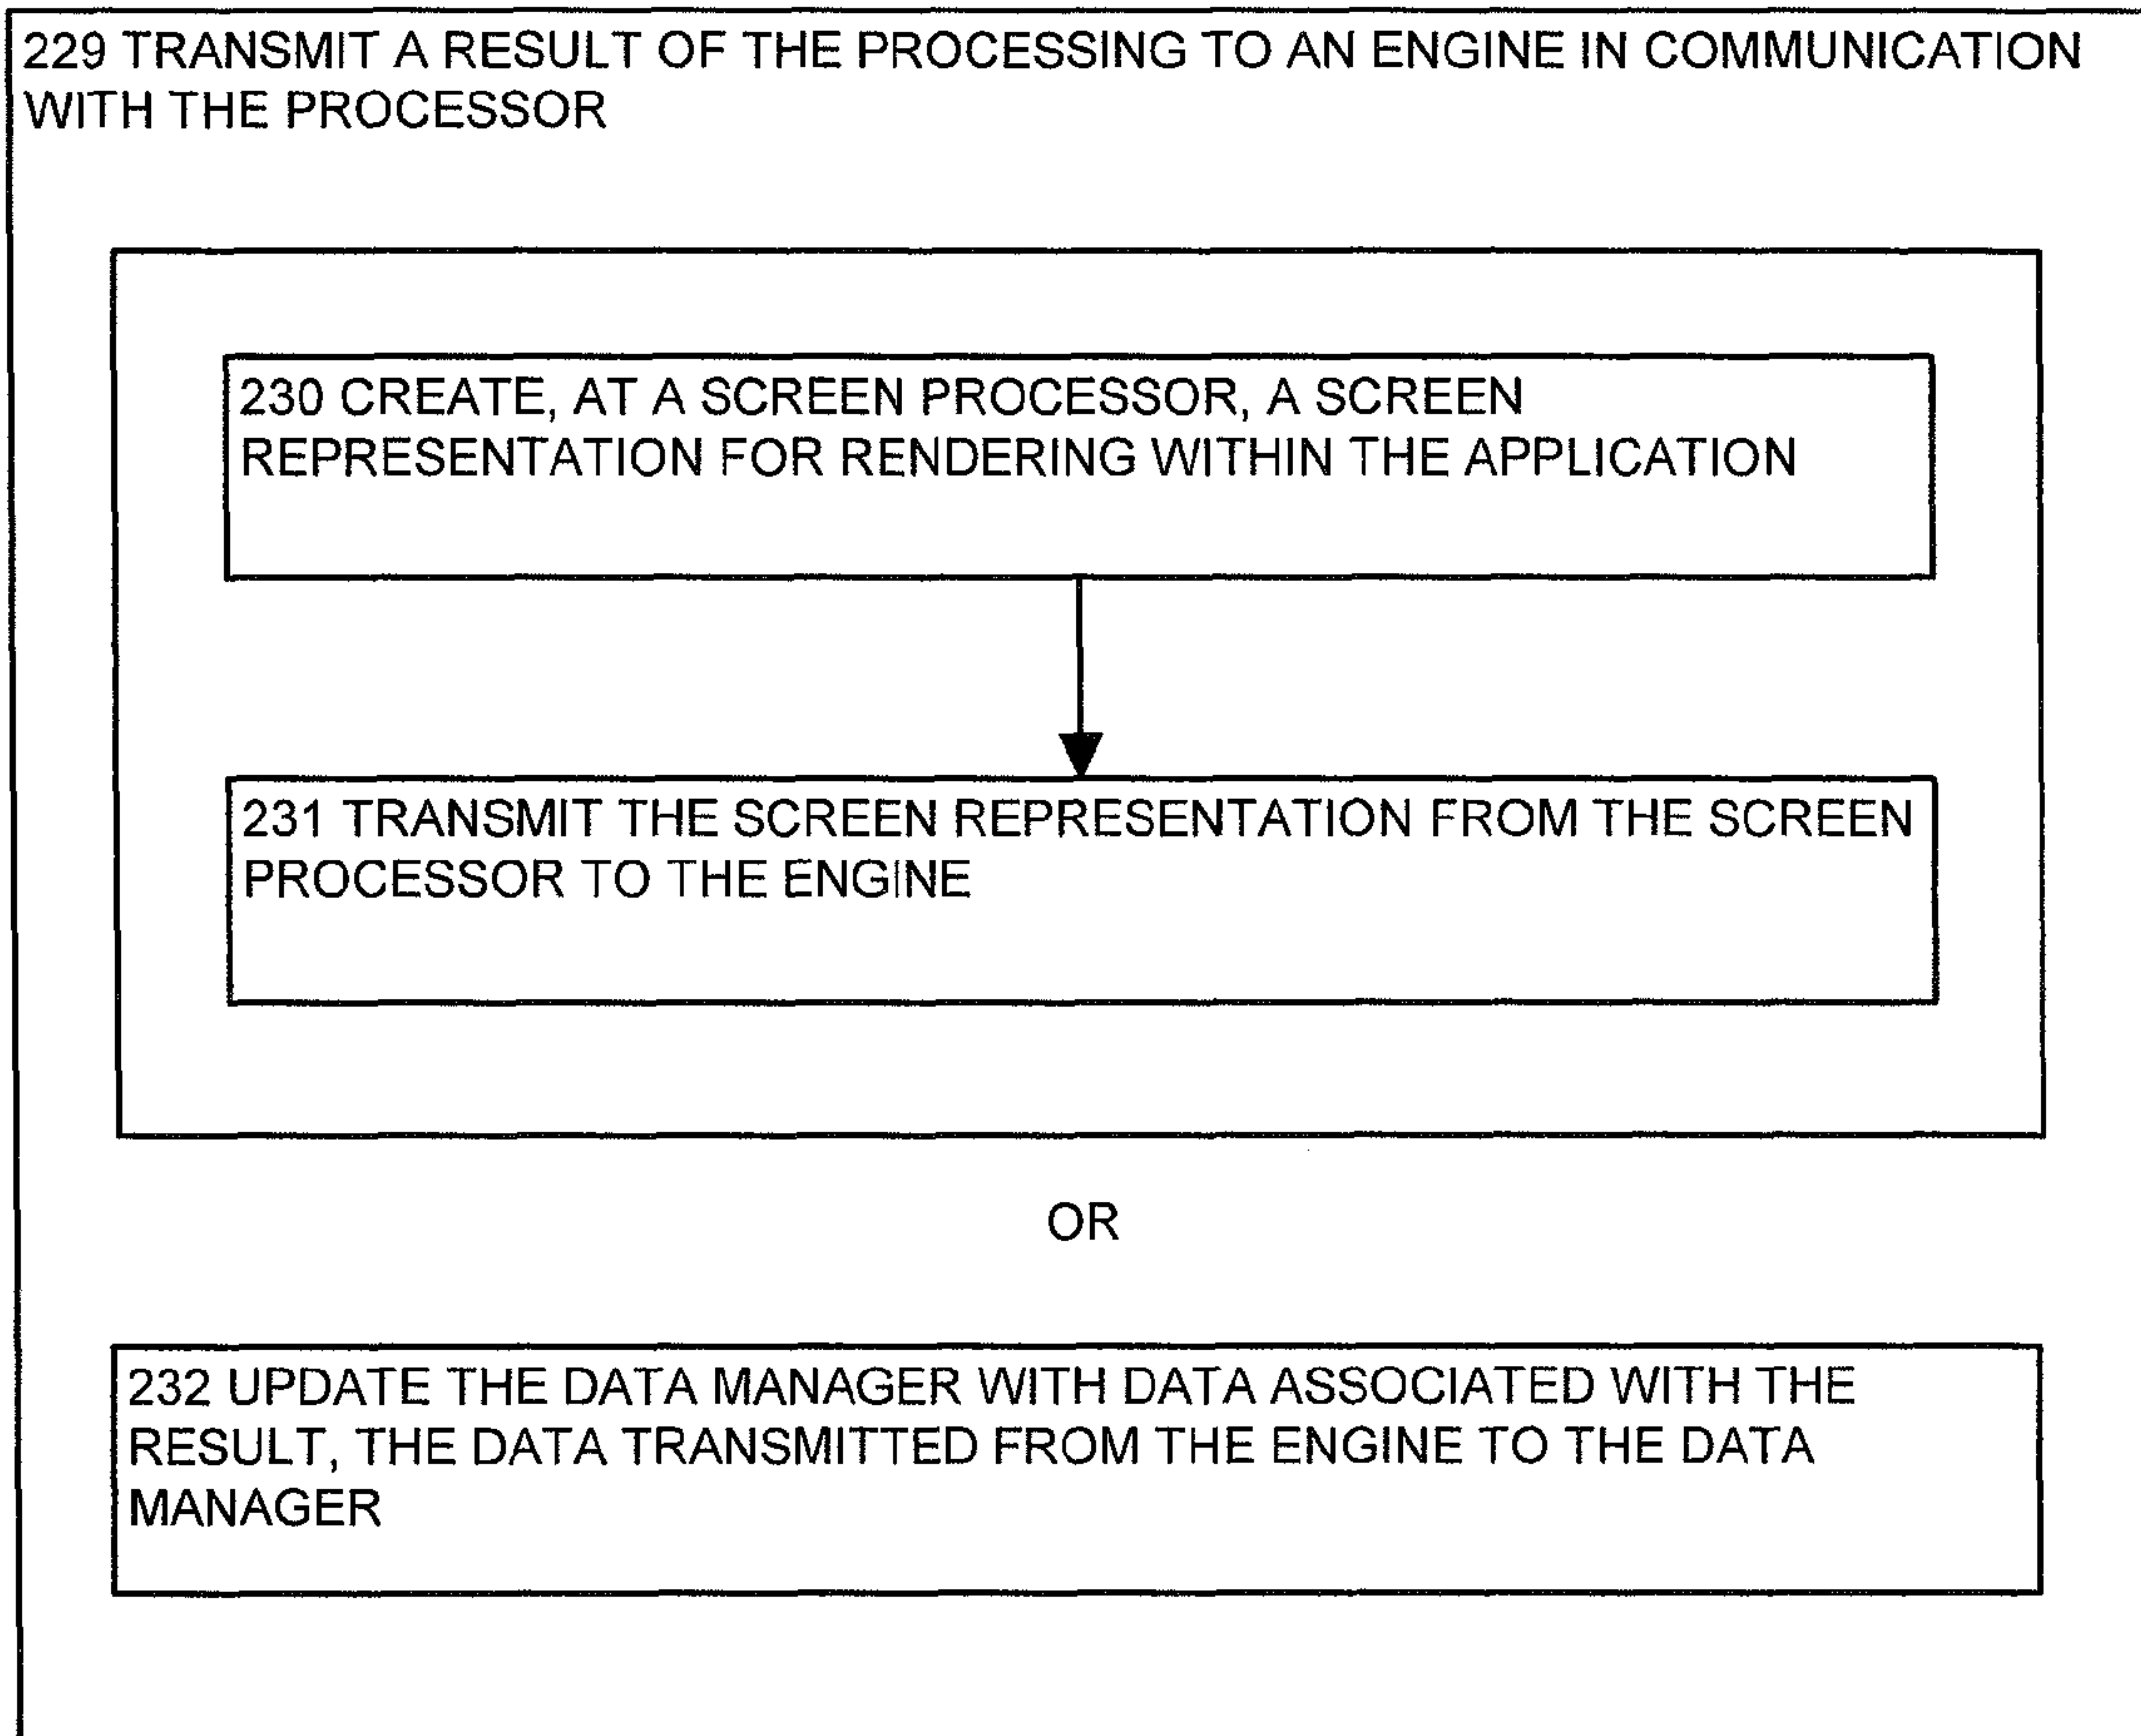 229 TRANSMIT A RESULT OF THE PROCESSING TO AN ENGINE IN COMMUNICATION
WITH THE PROCESSOR
230 CREATE, AT A SCREEN PROCESSOR, A SCREEN
REPRESENTATION FOR RENDERING WITHIN THE APPLICATION
231 TRANSMIT THE SCREEN REPRESENTATION FROM THE SCREEN
PROCESSOR TO THE ENGINE
OR
232 UPDATE THE DATA MANAGER WITH DATA ASSOCIATED WITH THE
RESULT, THE DATA TRANSMITTED FROM THE ENGINE TO THE DATA
MANAGER